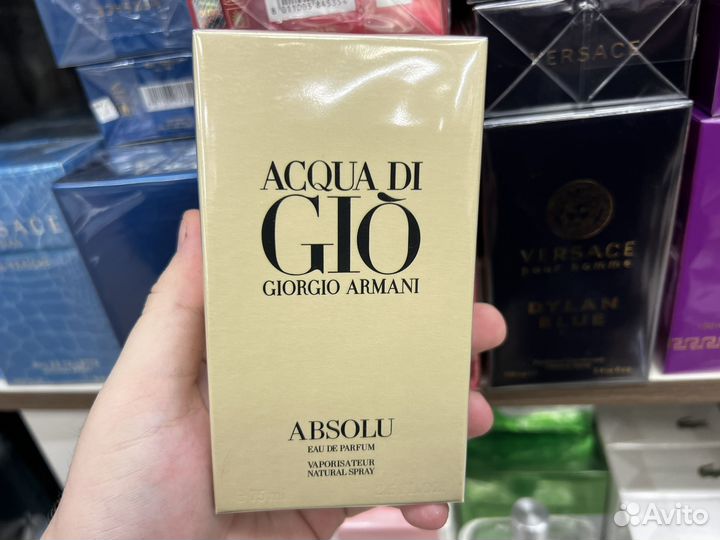 VERSACE
ACQUA DI
GIÒ
GIORGIO ARMANI
ABSOLU
EAU DE PARFUM
VAPORISATEUR
NATURAL SPRAY
VERSACE
pour homme
DYLAN
BLUE
Avito